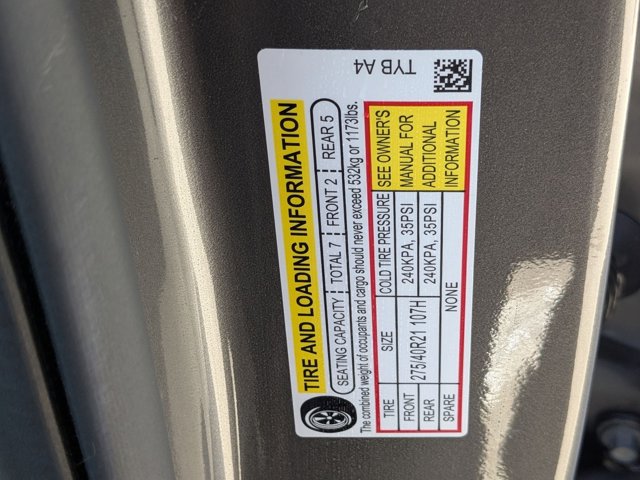 TIRE AND LOADING INFORMATION
SEATING CAPACITY TOTAL 7 FRONT 2 REAR 5
The combined weight of occupants and cargo should never exceed 532kg or 1173lbs.
TIRE SIZE COLD TIRE PRESSURE SEE OWNER'S
FRONT 275/40R21 107H 240KPA, 35PSI MANUAL FOR
REAR 240KPA, 35PSI ADDITIONAL
SPARE NONE INFORMATION
TYB A4